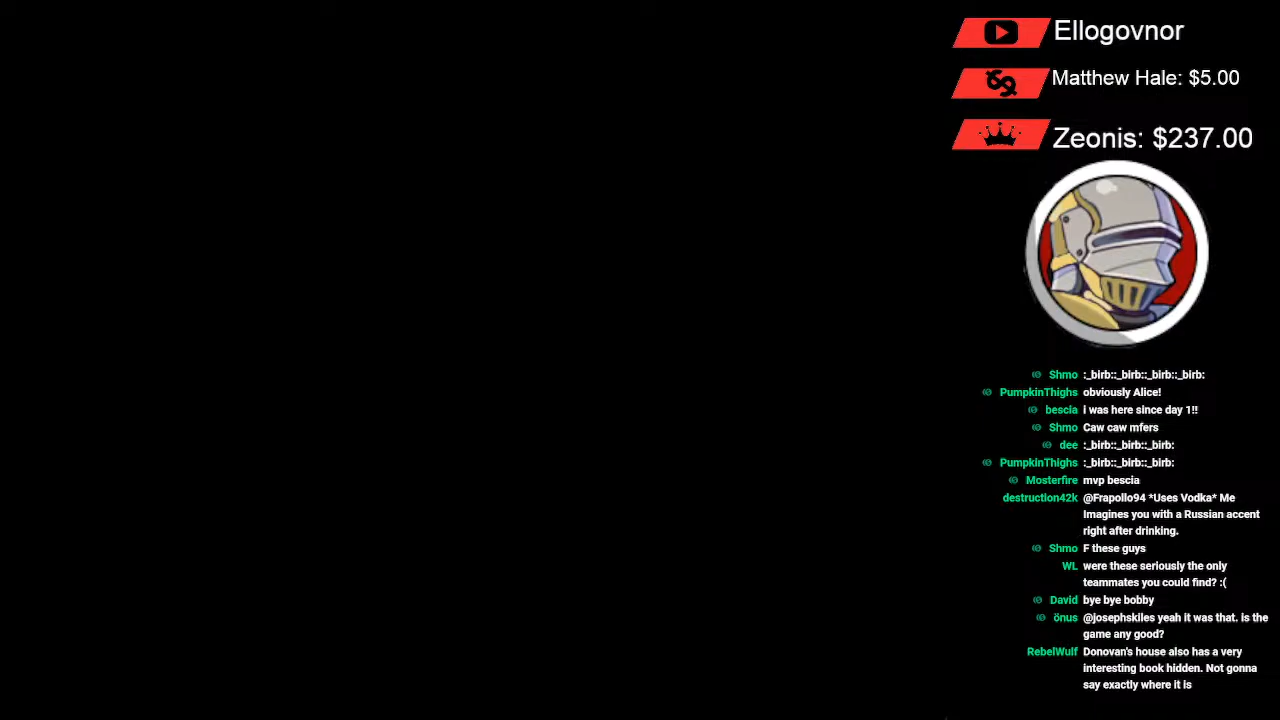 Ellogovnor
Matthew Hale: $5.00
Zeonis: $237.00
Shmo :_birb::_birb::_birb::_birb:
PumpkinThighs obviously Alice!
bescia i was here since day 1!!
Shmo Caw caw mfers
dee :_birb::_birb::_birb:
PumpkinThighs :_birb::_birb::_birb:
Mosterfire mvp bescia
destruction42k @Frapollo94 *Uses Vodka* Me
Imagines you with a Russian accent
right after drinking.
Shmo F these guys
WL were these seriously the only
teammates you could find? :(
David bye bye bobby
önus @josephskiles yeah it was that. is the
game any good?
RebelWulf Donovan's house also has a very
interesting book hidden. Not gonna
say exactly where it is